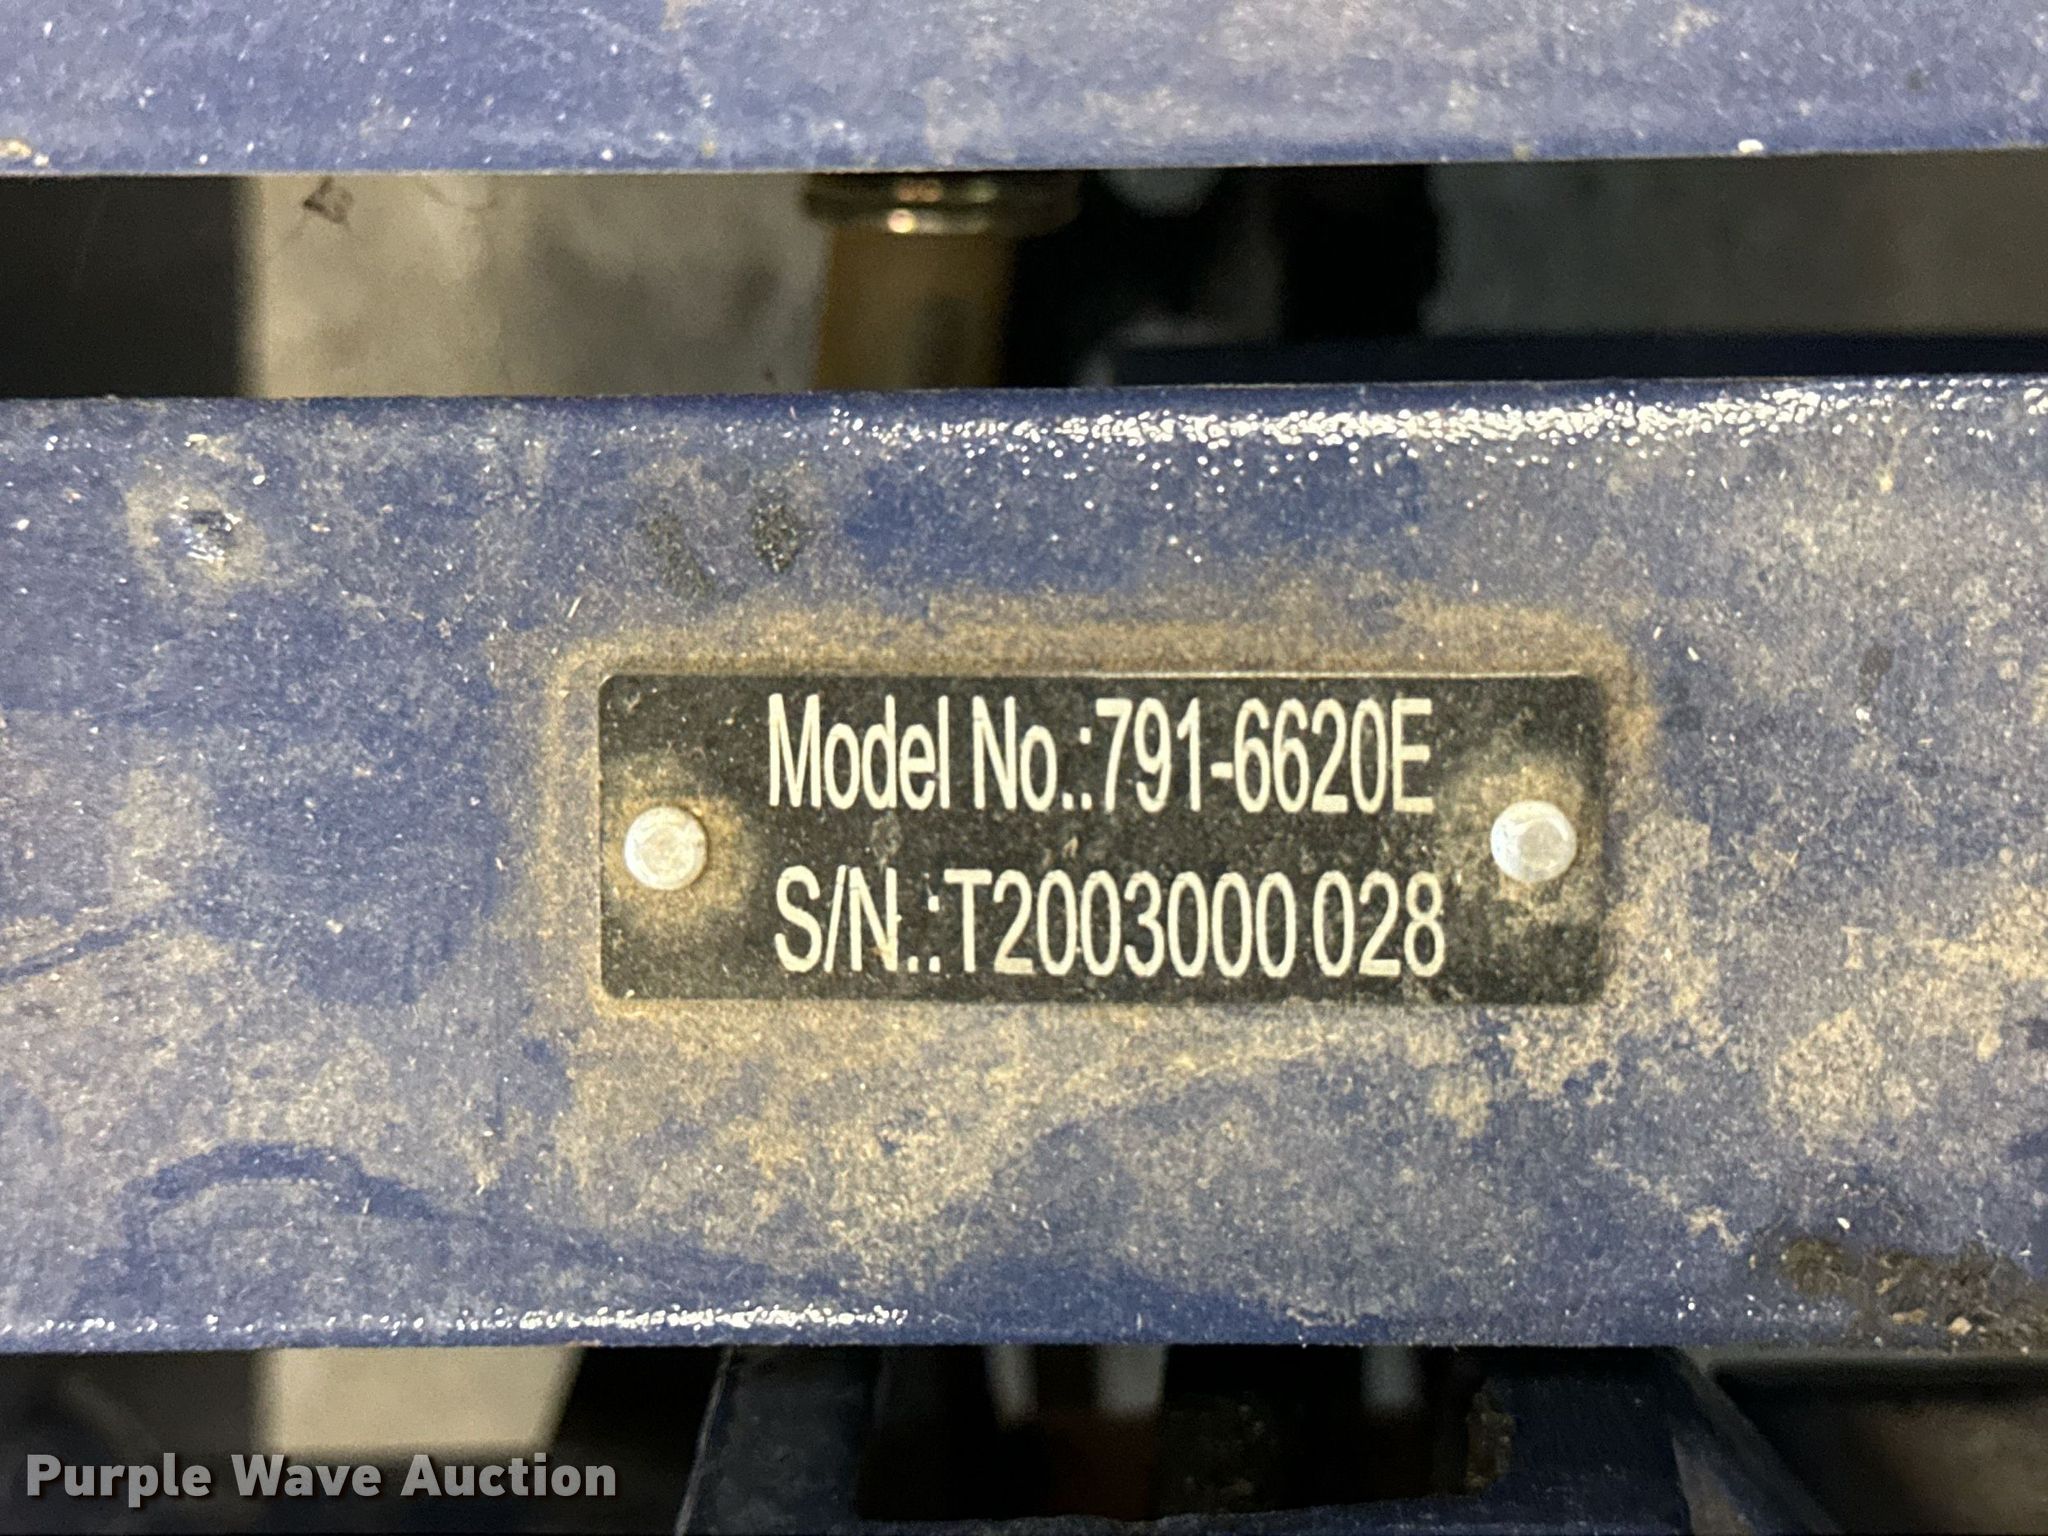 Model No.:791-6620E
S/N.:T2003000 028
Purple Wave Auction